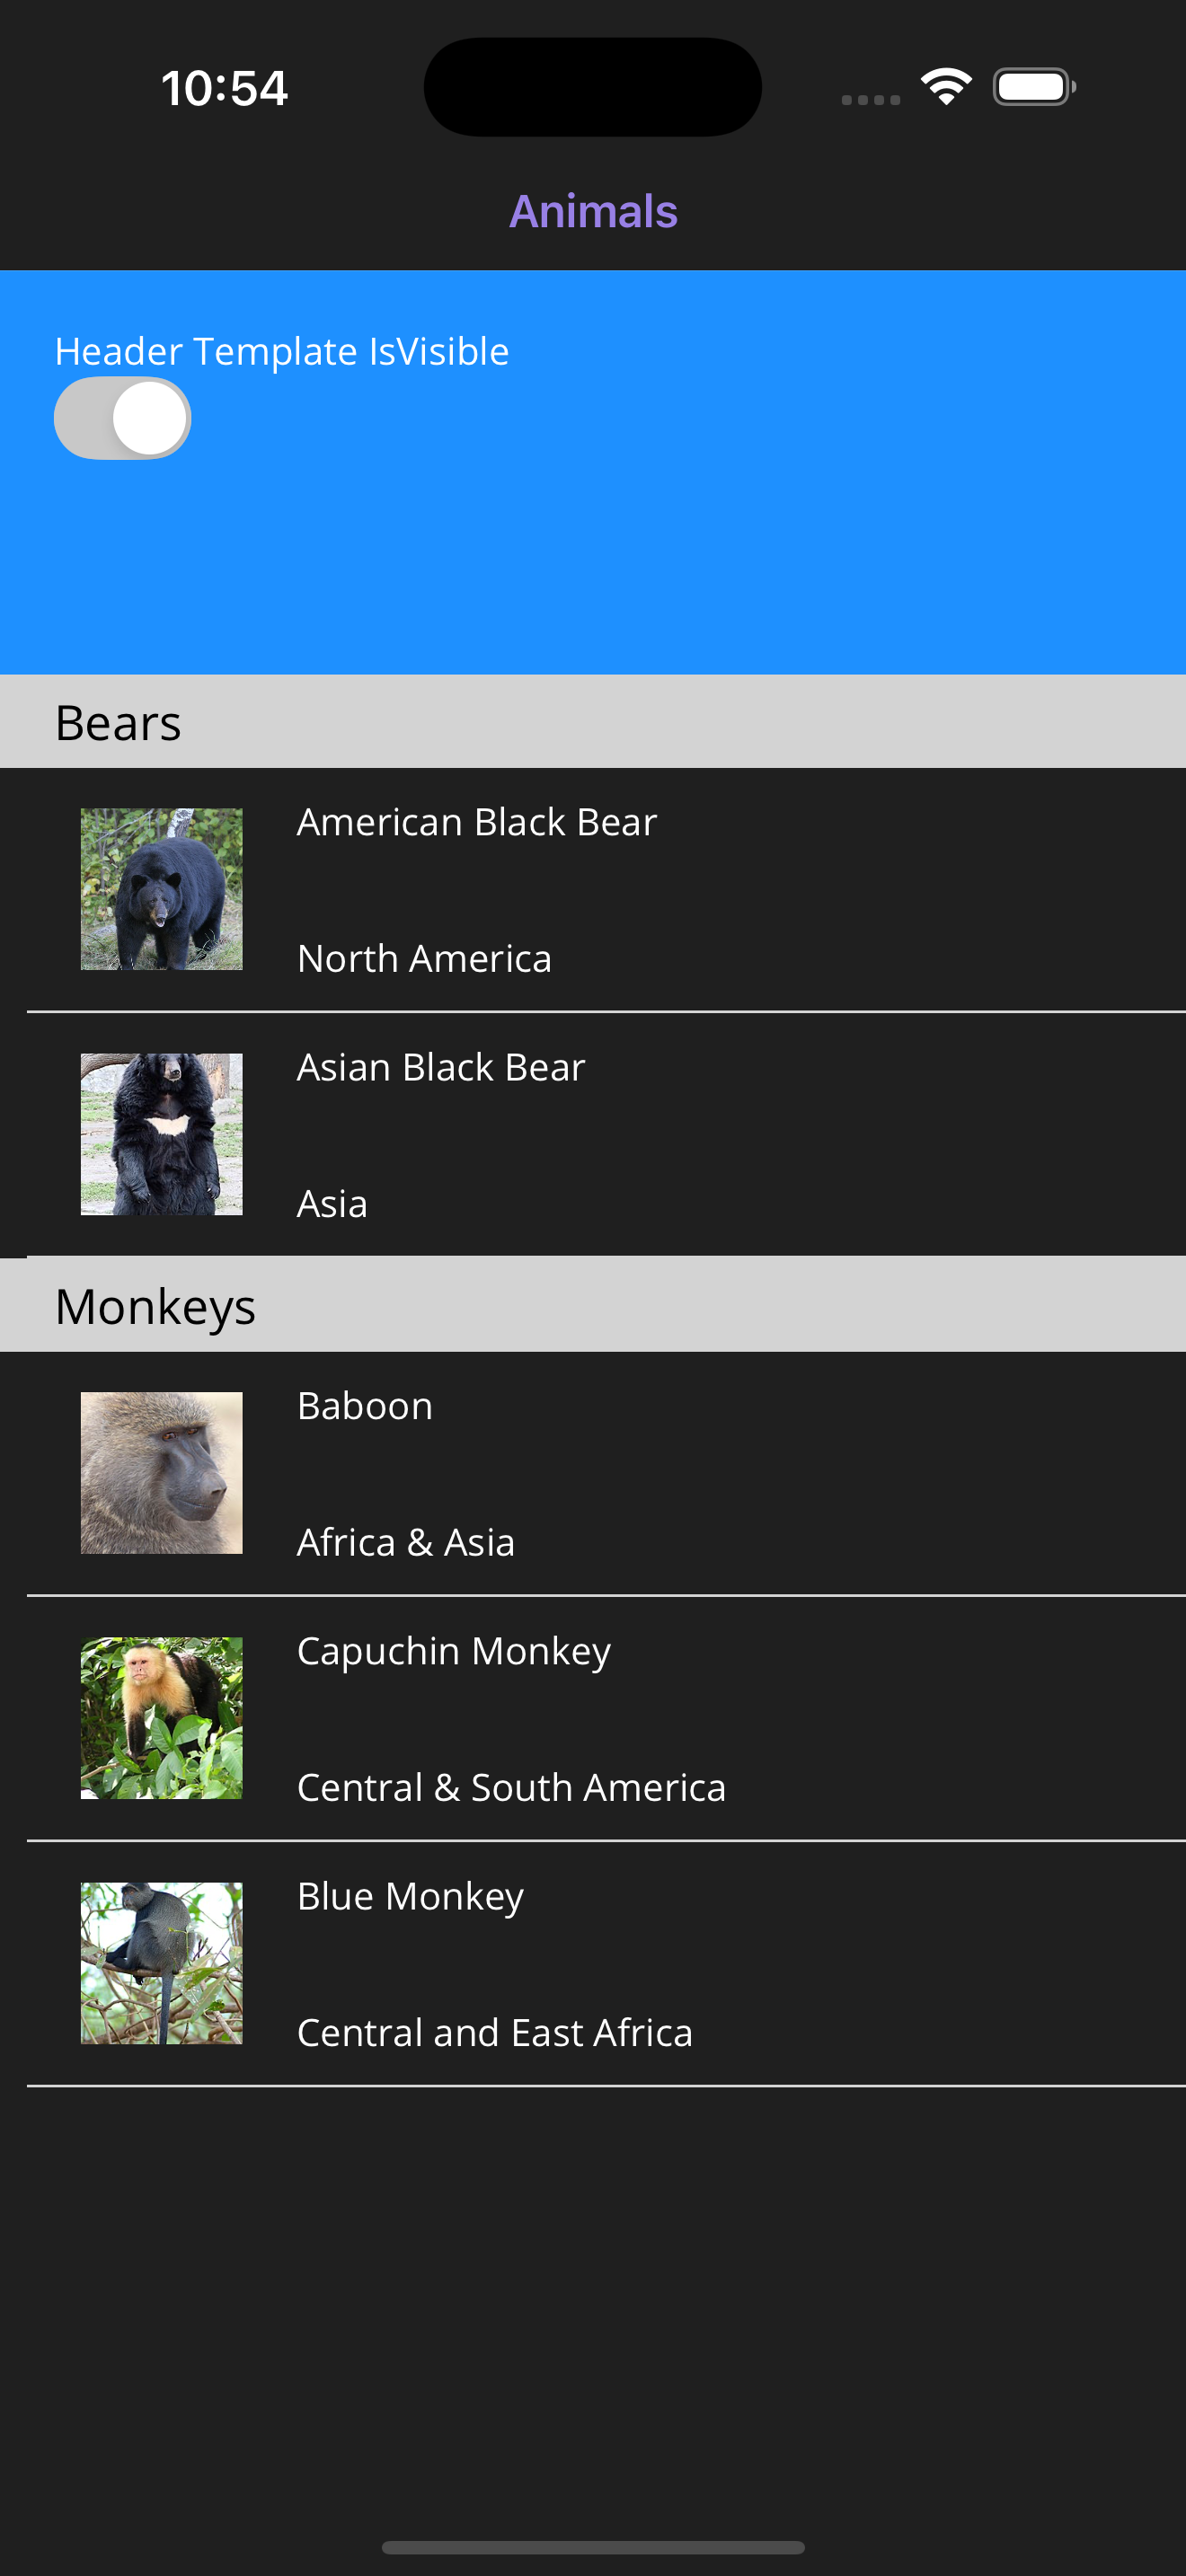 10:54
Animals
Header Template IsVisible
Bears
American Black Bear
North America
Asian Black Bear
Asia
Monkeys
Baboon
Africa & Asia
Capuchin Monkey
Central & South America
Blue Monkey
Central and East Africa